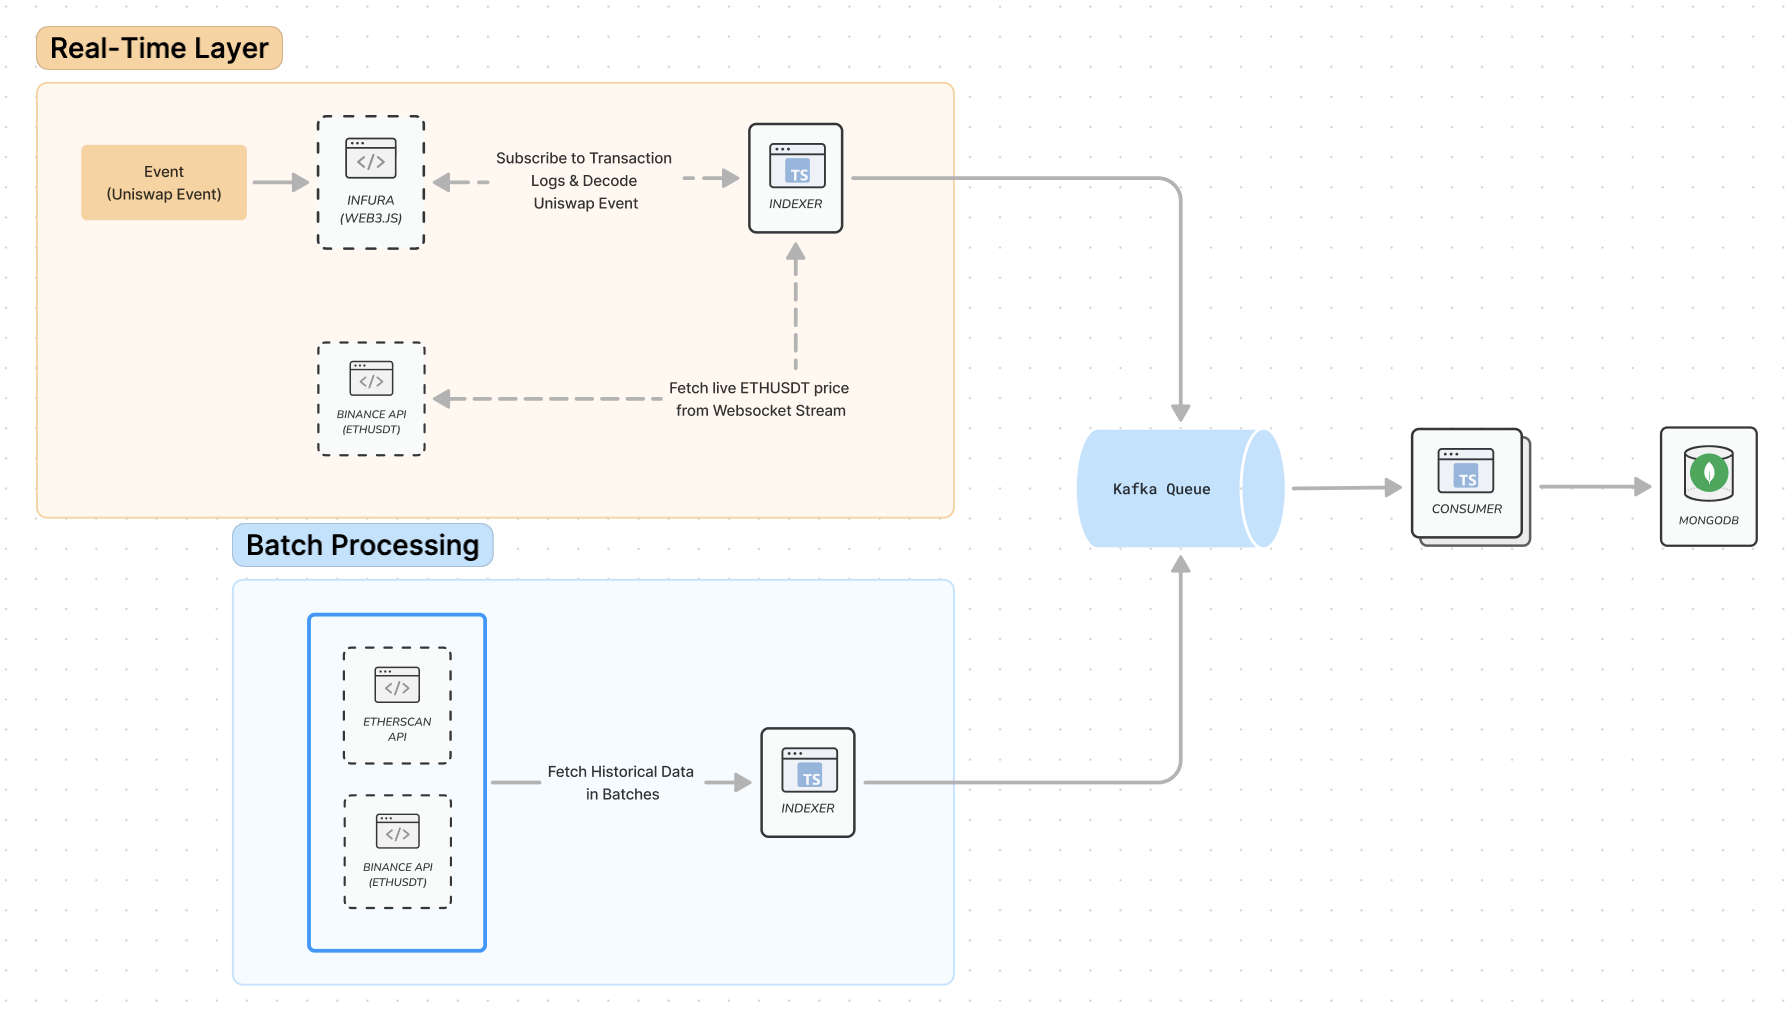 Real-Time Layer
Event
(Uniswap Event)
</>
INFURA
(WEB3.JS)
Subscribe to Transaction
Logs & Decode
Uniswap Event
TS
INDEXER
</>
BINANCE API
(ETHUSDT)
Fetch live ETHUSDT price
from Websocket Stream
Kafka Queue
TS
CONSUMER
MONGODB
Batch Processing
</>
ETHERSCAN
API
</>
BINANCE API
(ETHUSDT)
Fetch Historical Data
in Batches
TS
INDEXER